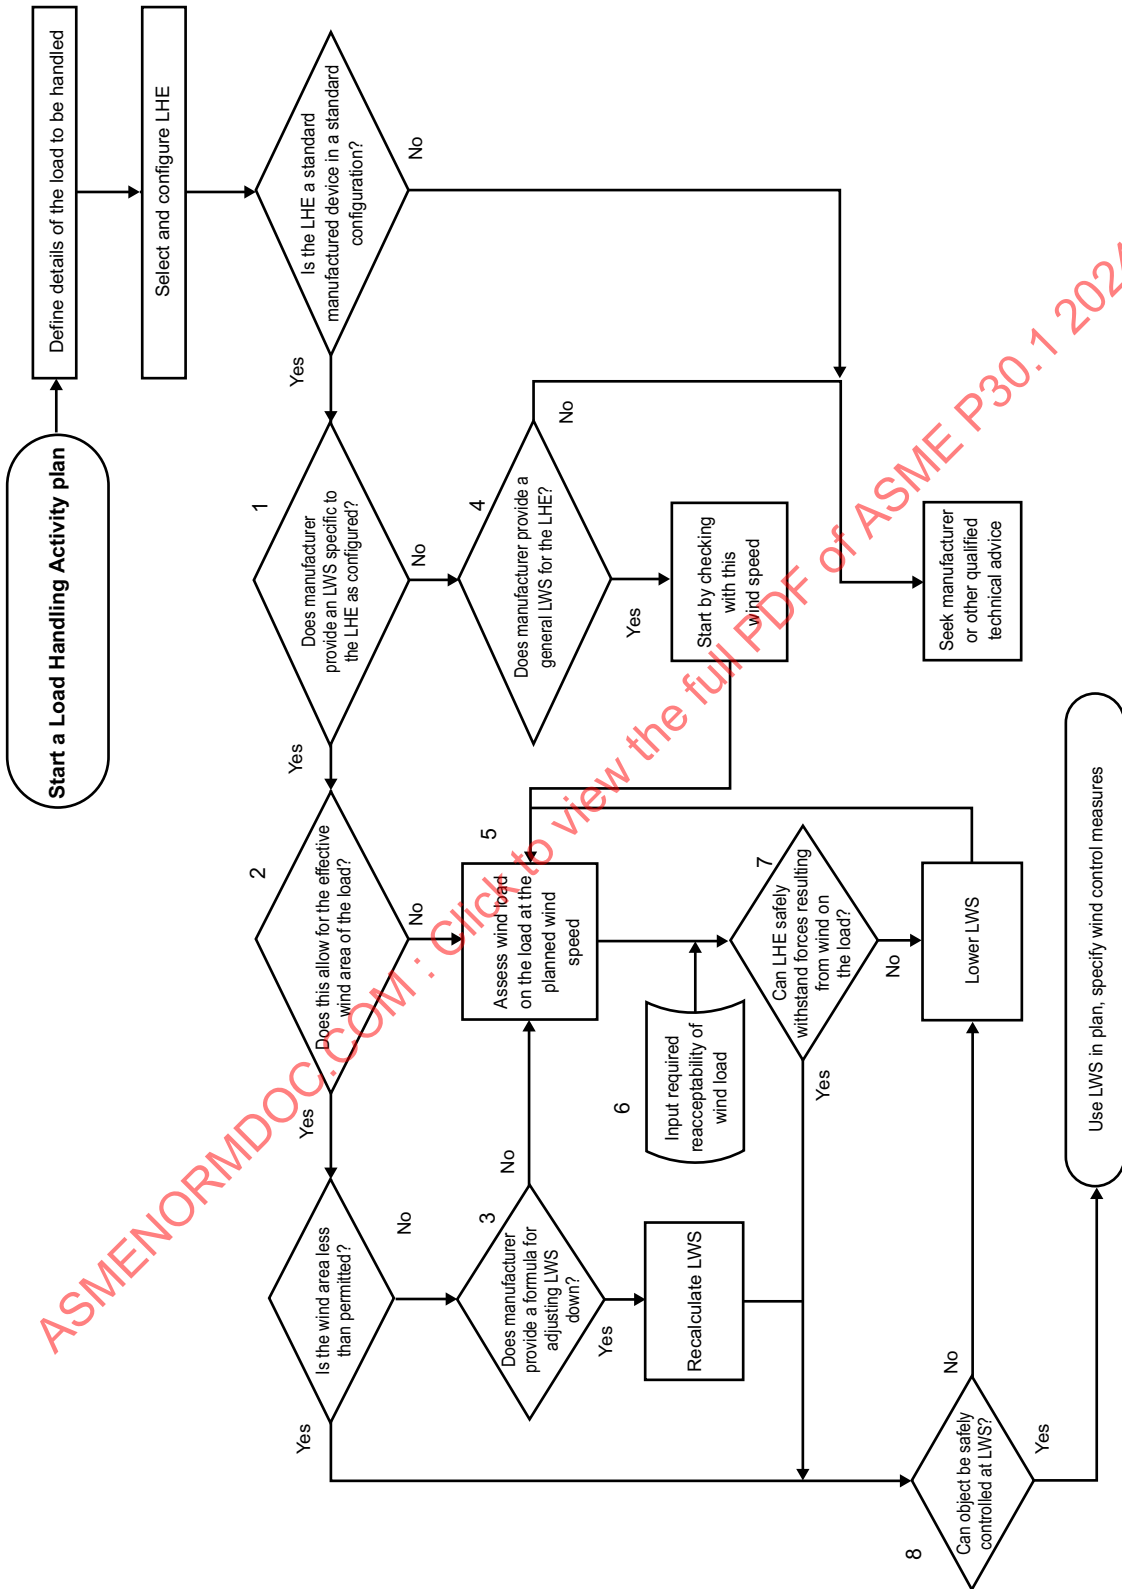 Start a Load Handling Activity plan
Define details of the load to be handled
Select and configure LHE
Is the LHE a standard
manufactured device in a standard
configuration?
Yes
No
1
Does manufacturer
provide an LWS specific to
the LHE as configured?
Yes
No
2
Does this allow for the effective
wind area of the load?
Yes
No
Is the wind area less
than permitted?
Yes
No
3
Does manufacturer
provide a formula for
adjusting LWS
down?
No
Yes
Recalculate LWS
4
Does manufacturer provide a
general LWS for the LHE?
No
Yes
Start by checking
with this
wind speed
Seek manufacturer
or other qualified
technical advice
5
Assess wind load
on the load at the
planned wind
speed
6
Input required
reacceptability of
wind load
7
Can LHE safely
withstand forces resulting
from wind on
the load?
Yes
No
Lower LWS
8
Can object be safely
controlled at LWS?
No
Yes
Use LWS in plan, specify wind control measures
ASMENORMDOC.COM : Click to view the full PDF of ASME P30.1 2024